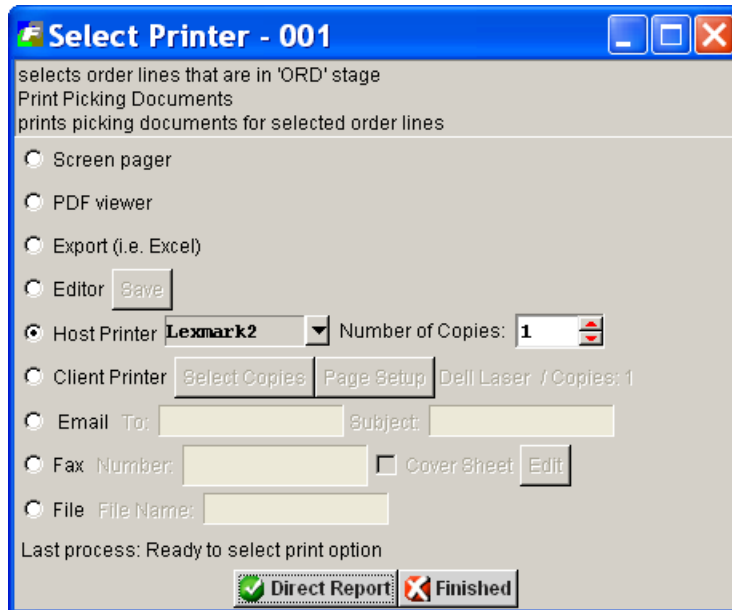 Select Printer - 001
selects order lines that are in 'ORD' stage
Print Picking Documents
prints picking documents for selected order lines
Screen pager
PDF viewer
Export (i.e. Excel)
Editor Save
Host Printer Lexmark2 Number of Copies: 1
Client Printer Select Copies Page Setup Dell Laser / Copies: 1
Email To: Subject:
Fax Number: Cover Sheet Edit
File File Name:
Last process: Ready to select print option
Direct Report Finished